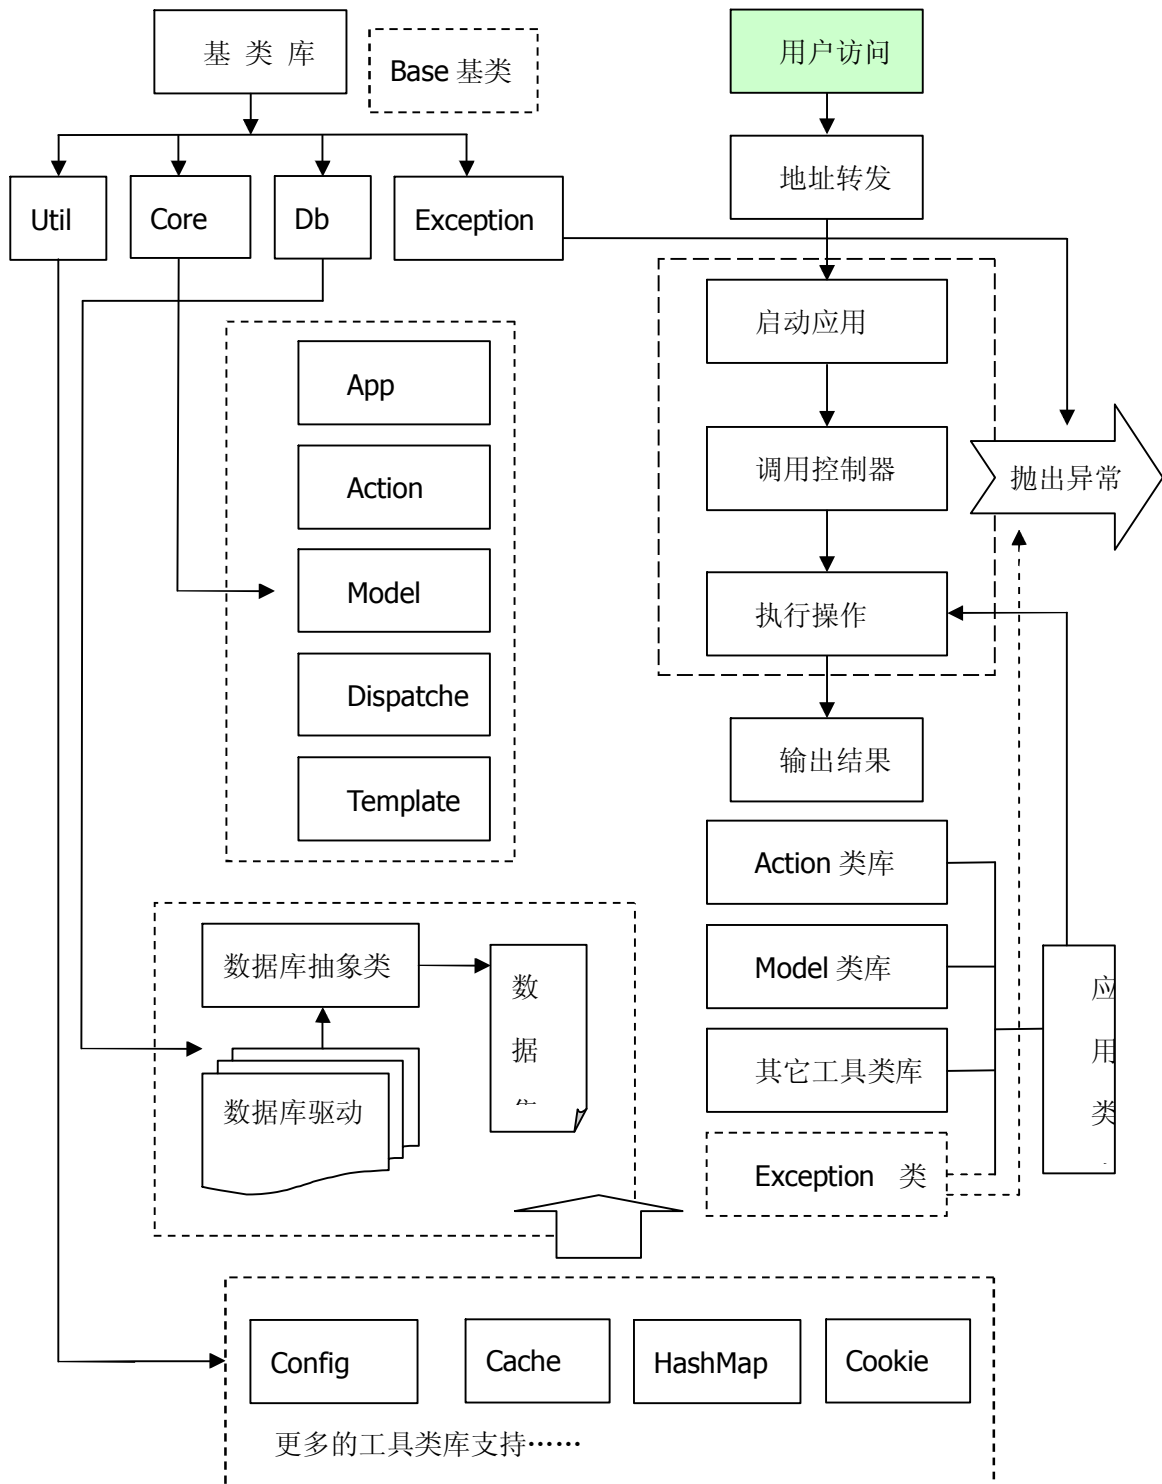 基 类 库
Base 基类
用户访问
地址转发
Util
Core
Db
Exception
启动应用
App
调用控制器
Action
抛出异常
Model
执行操作
Dispatche
输出结果
Template
Action 类库
数据库抽象类
数
据
Model 类库
应
用
类
其它工具类库
数据库驱动
Exception 类
Config
Cache
HashMap
Cookie
更多的工具类库支持……